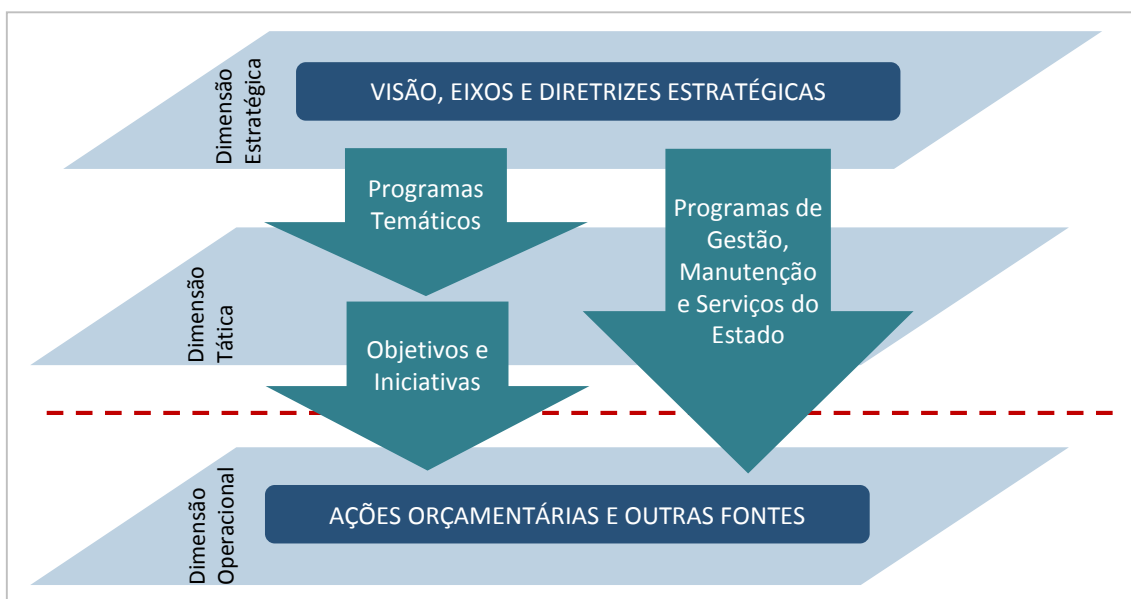 Dimensão
Estratégica
VISÃO, EIXOS E DIRETRIZES ESTRATÉGICAS
Programas
Temáticos
Programas de
Gestão,
Manutenção
e Serviços do
Estado
Dimensão
Tática
Objetivos e
Iniciativas
Dimensão
Operacional
AÇÕES ORÇAMENTÁRIAS E OUTRAS FONTES